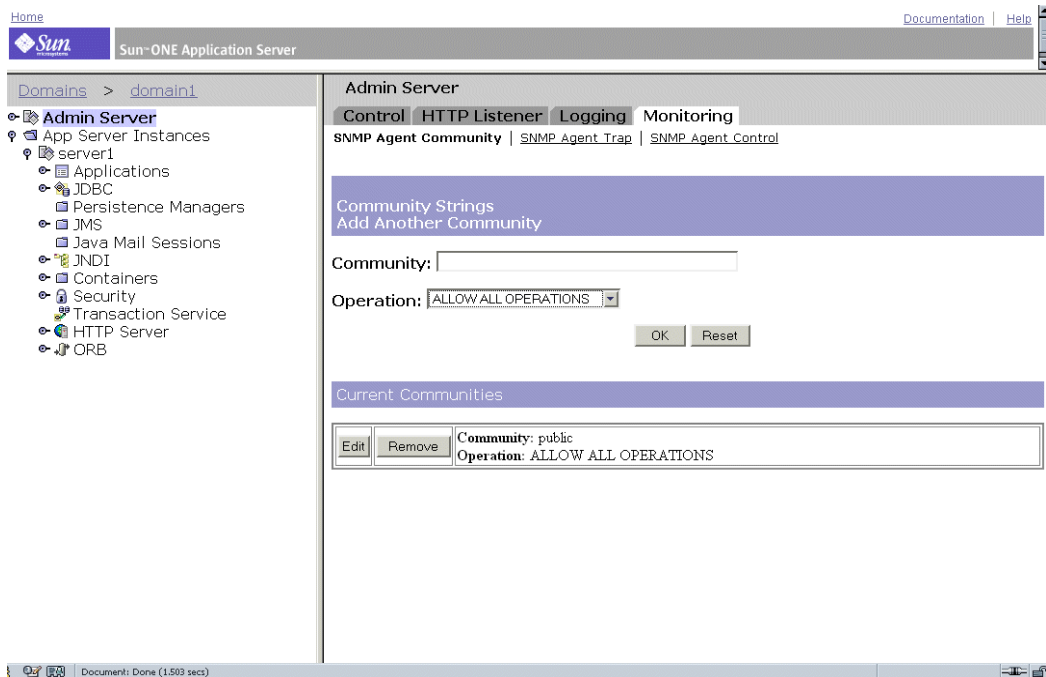 Home
Documentation | Help
Sun
microsystems
Sun™ ONE Application Server
Domains > domain1
Admin Server
App Server Instances
server1
Applications
JDBC
Persistence Managers
JMS
Java Mail Sessions
JNDI
Containers
Security
Transaction Service
HTTP Server
ORB
Admin Server
Control HTTP Listener Logging Monitoring
SNMP Agent Community | SNMP Agent Trap | SNMP Agent Control
Community Strings
Add Another Community
Community:
Operation: ALLOW ALL OPERATIONS
OK Reset
Current Communities
Edit Remove Community: public
Operation: ALLOW ALL OPERATIONS
Document: Done (1.503 secs)